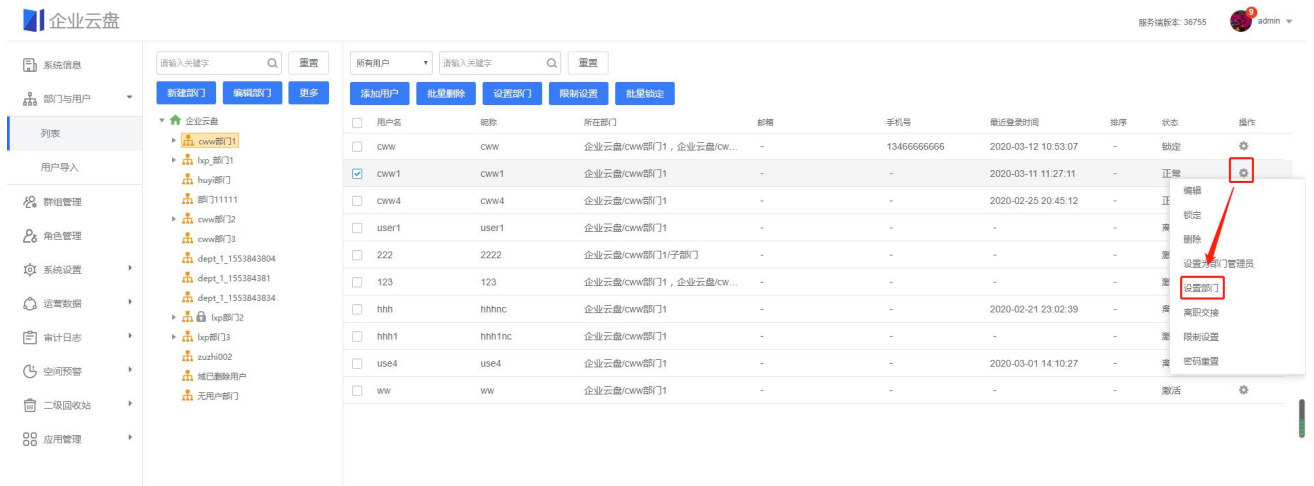 企业云盘
服务端版本: 36755
9
admin
系统信息
部门与用户
列表
用户导入
群组管理
角色管理
系统设置
运营数据
审计日志
空间预警
二级回收站
应用管理
请输入关键字 重置
新建部门 编辑部门 更多
企业云盘
cww部门1
lxp_部门1
huyi部门
部门11111
cww部门2
cww部门3
dept_1_1553843804
dept_1_155384381
dept_1_1553843834
lxp部门2
lxp部门3
zuzhi002
域已删除用户
无用户部门
所有用户 请输入关键字 重置
添加用户 批量删除 设置部门 限制设置 批量锁定
用户名 昵称 所在部门 邮箱 手机号 最近登录时间 排序 状态 操作
cww cww 企业云盘/cww部门1，企业云盘/cw... - 13466666666 2020-03-12 10:53:07 - 锁定
cww1 cww1 企业云盘/cww部门1 - - 2020-03-11 11:27:11 - 正常
cww4 cww4 企业云盘/cww部门1 - - 2020-02-25 20:45:12 -
user1 user1 企业云盘/cww部门1 - - - -
222 2222 企业云盘/cww部门1/子部门 - - - -
123 123 企业云盘/cww部门1，企业云盘/cw... - - - -
hhh hhhnc 企业云盘/cww部门1 - - 2020-02-21 23:02:39 -
hhh1 hhh1nc 企业云盘/cww部门1 - - - -
use4 use4 企业云盘/cww部门1 - - 2020-03-01 14:10:27 -
ww ww 企业云盘/cww部门1 - - - - 激活
编辑
锁定
删除
设置为部门管理员
设置部门
离职交接
限制设置
密码重置